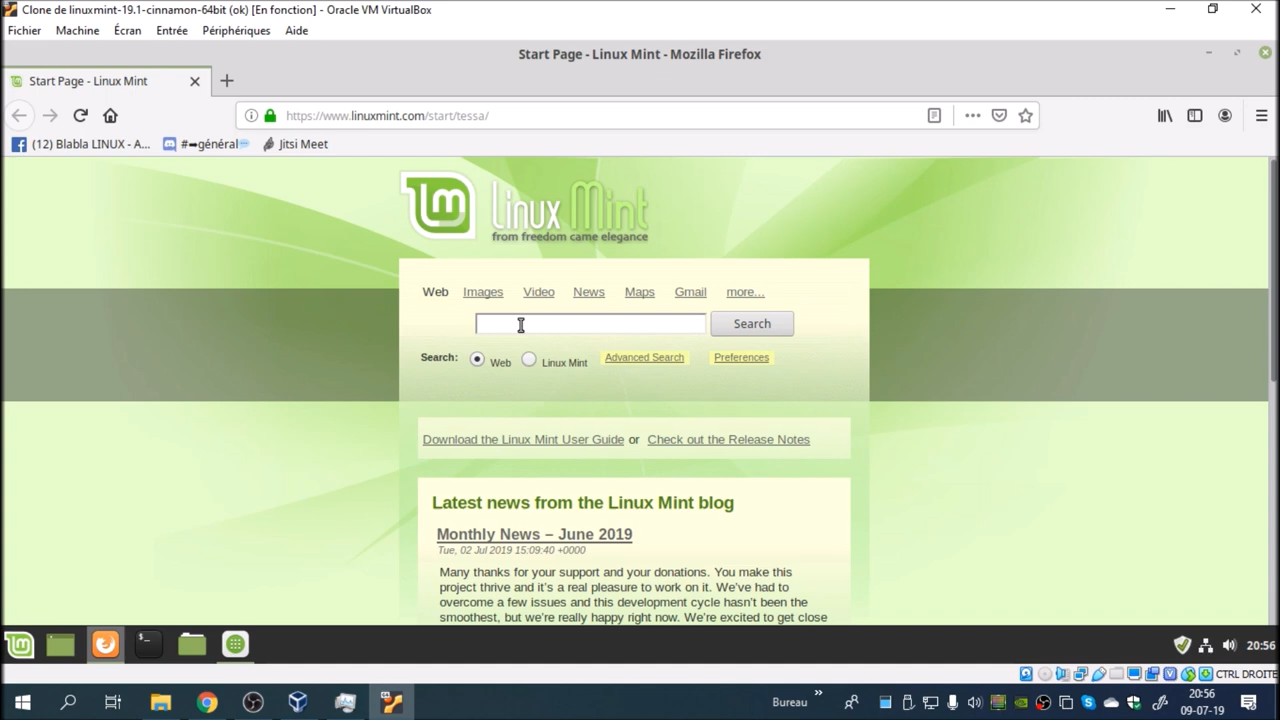 Clone de linuxmint-19.1-cinnamon-64bit (ok) [En fonction] - Oracle VM VirtualBox
Fichier Machine Écran Entrée Périphériques Aide
Start Page - Linux Mint - Mozilla Firefox
Start Page - Linux Mint
https://www.linuxmint.com/start/tessa/
(12) Blabla LINUX - A... #➡général Jitsi Meet
Linux Mint
from freedom came elegance
Web Images Video News Maps Gmail more...
Search
Search: Web Linux Mint Advanced Search Preferences
Download the Linux Mint User Guide or Check out the Release Notes
Latest news from the Linux Mint blog
Monthly News – June 2019
Tue, 02 Jul 2019 15:09:40 +0000
Many thanks for your support and your donations. You make this
project thrive and it's a real pleasure to work on it. We've had to
overcome a few issues and this development cycle hasn't been the
smoothest, but we're really happy right now. We're excited to get close
20:56
CTRL DROITE
Bureau
20:56
09-07-19